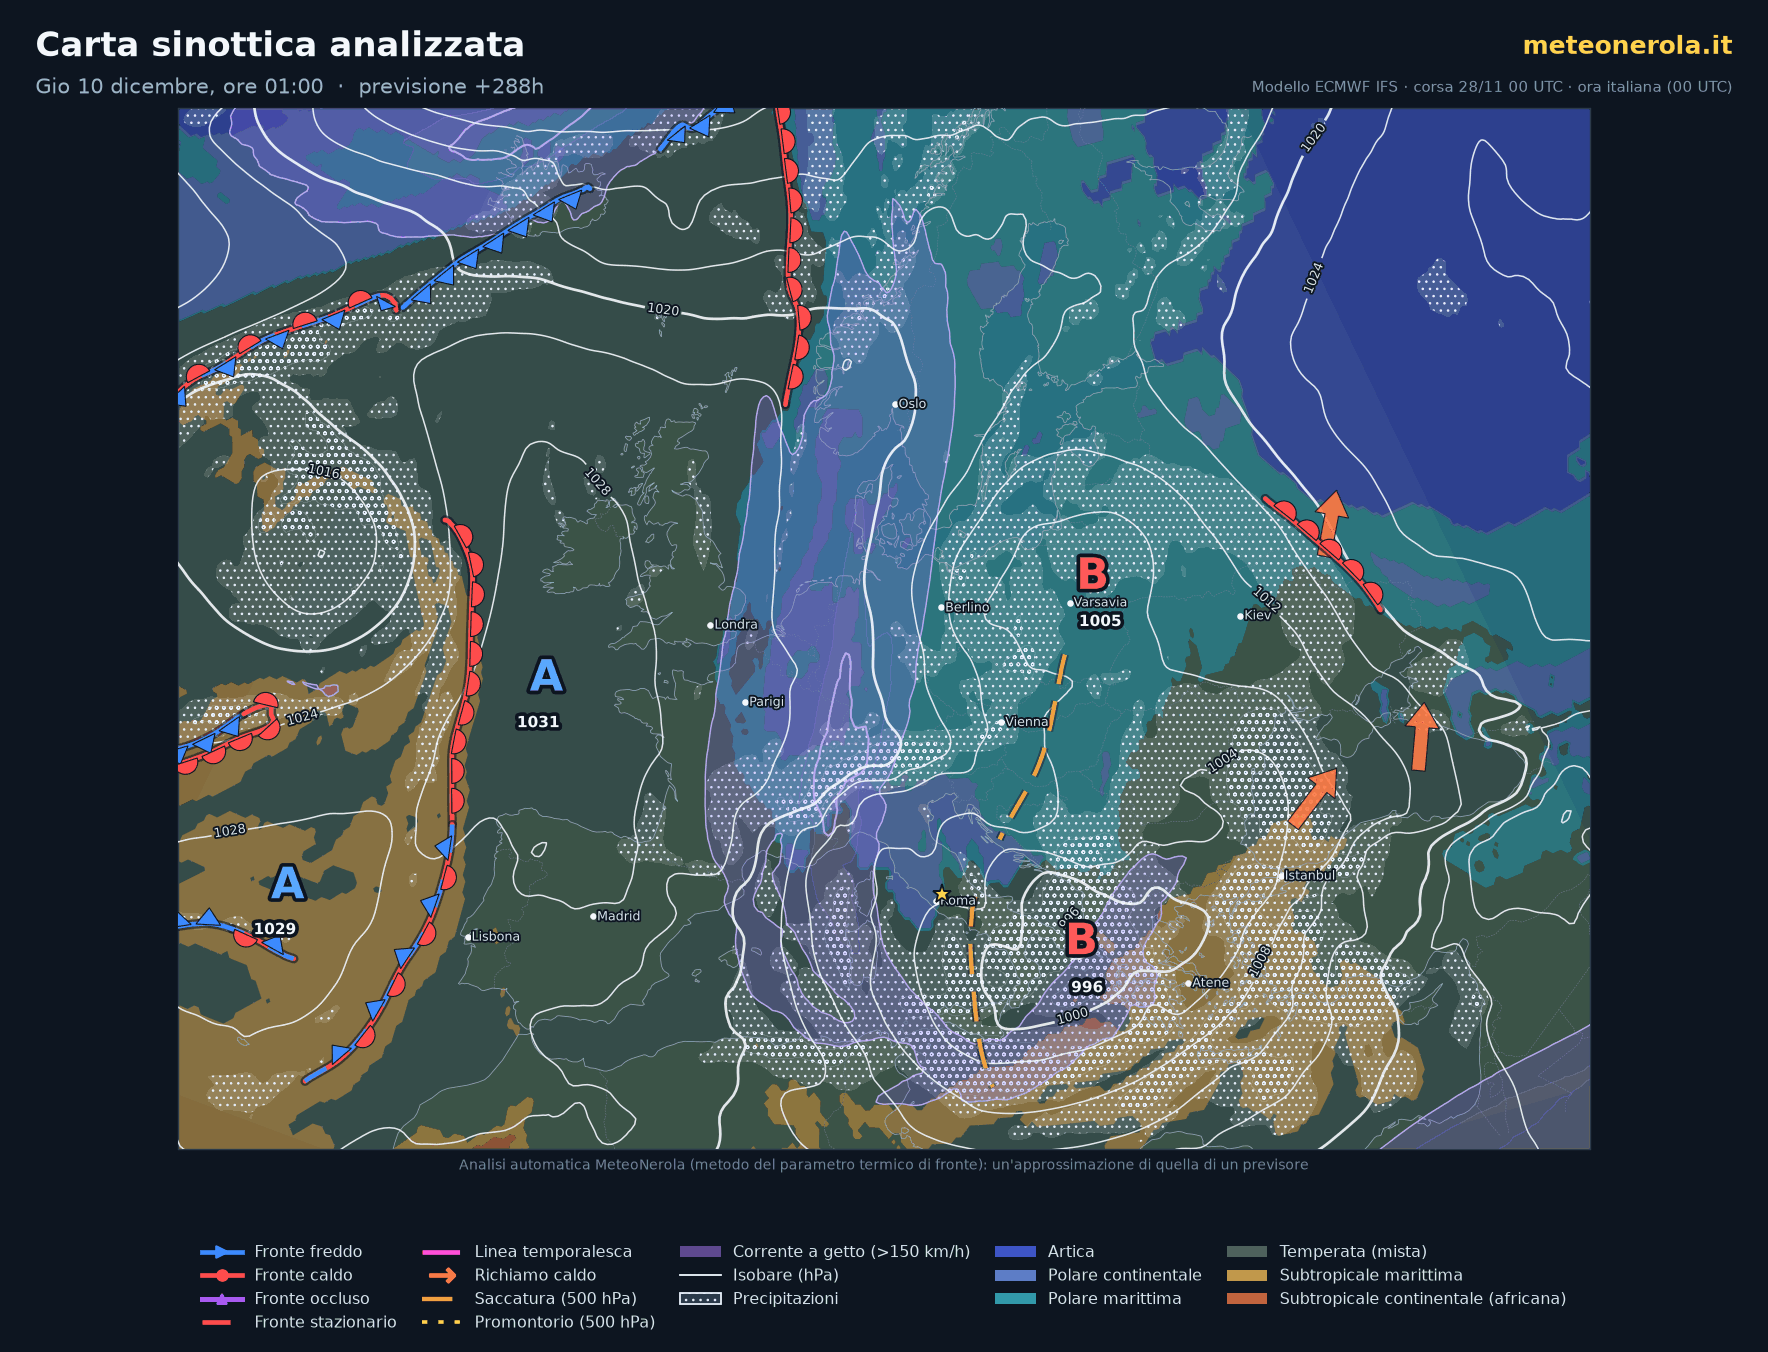 Carta sinottica analizzata
meteonerola.it
Gio 10 dicembre, ore 01:00 · previsione +288h
Modello ECMWF IFS · corsa 28/11 00 UTC · ora italiana (00 UTC)
1020
1024
1020
Oslo
1016
1028
B
1012
Berlino
Varsavia
1005
Kiev
Londra
A
Parigi
1024
1031
Vienna
1004
1028
A
Istanbul
Roma
996
Madrid
1029
Lisbona
B
1008
Atene
996
1000
Analisi automatica MeteoNerola (metodo del parametro termico di fronte): un'approssimazione di quella di un previsore
Fronte freddo
Linea temporalesca
Corrente a getto (>150 km/h)
Artica
Temperata (mista)
Fronte caldo
Richiamo caldo
Isobare (hPa)
Polare continentale
Subtropicale marittima
Fronte occluso
Saccatura (500 hPa)
Precipitazioni
Polare marittima
Subtropicale continentale (africana)
Fronte stazionario
Promontorio (500 hPa)